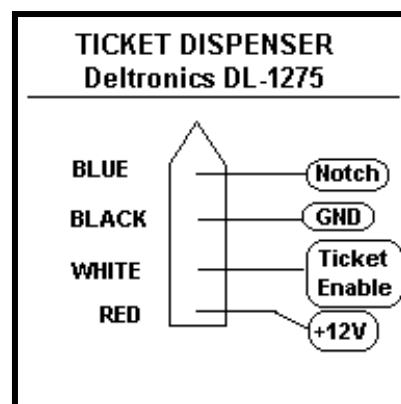 TICKET DISPENSER
Deltronics DL-1275
BLUE
Notch
BLACK
GND
WHITE
Ticket
Enable
RED
+12V